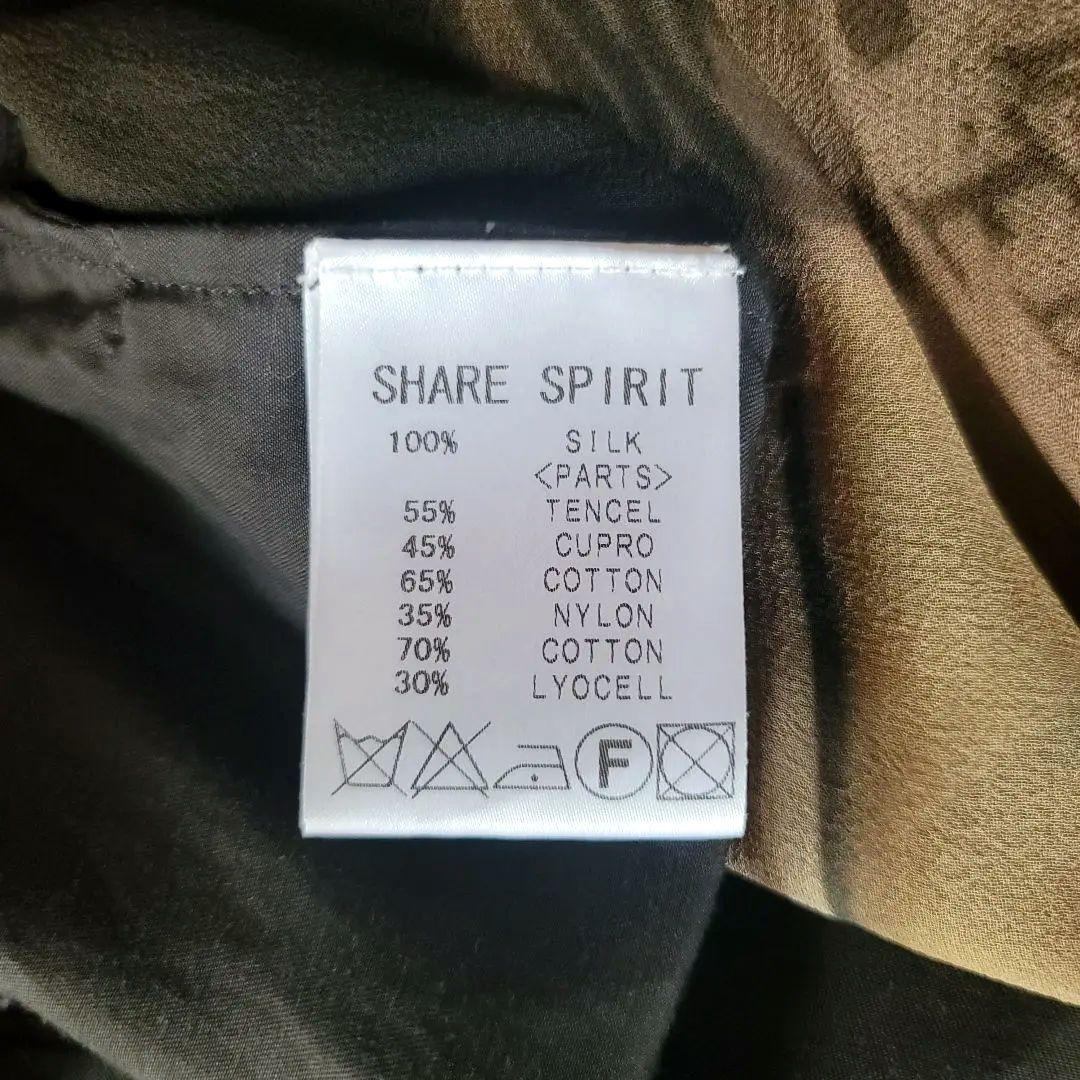 SHARE SPIRIT
100% SILK
<PARTS>
55% TENCEL
45% CUPRO
65% COTTON
35% NYLON
70% COTTON
30% LYOCELL
F